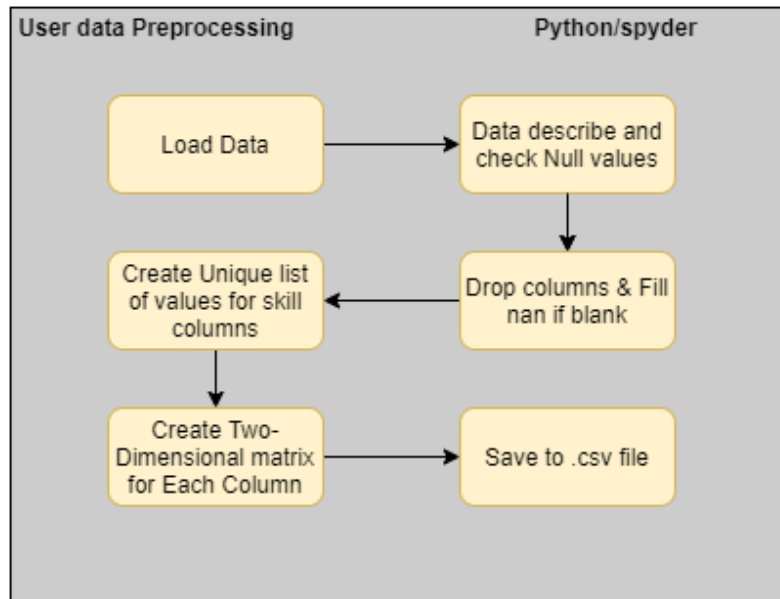 User data Preprocessing
Python/spyder
Load Data
Data describe and
check Null values
Drop columns & Fill
nan if blank
Create Unique list
of values for skill
columns
Create Two-
Dimensional matrix
for Each Column
Save to .csv file